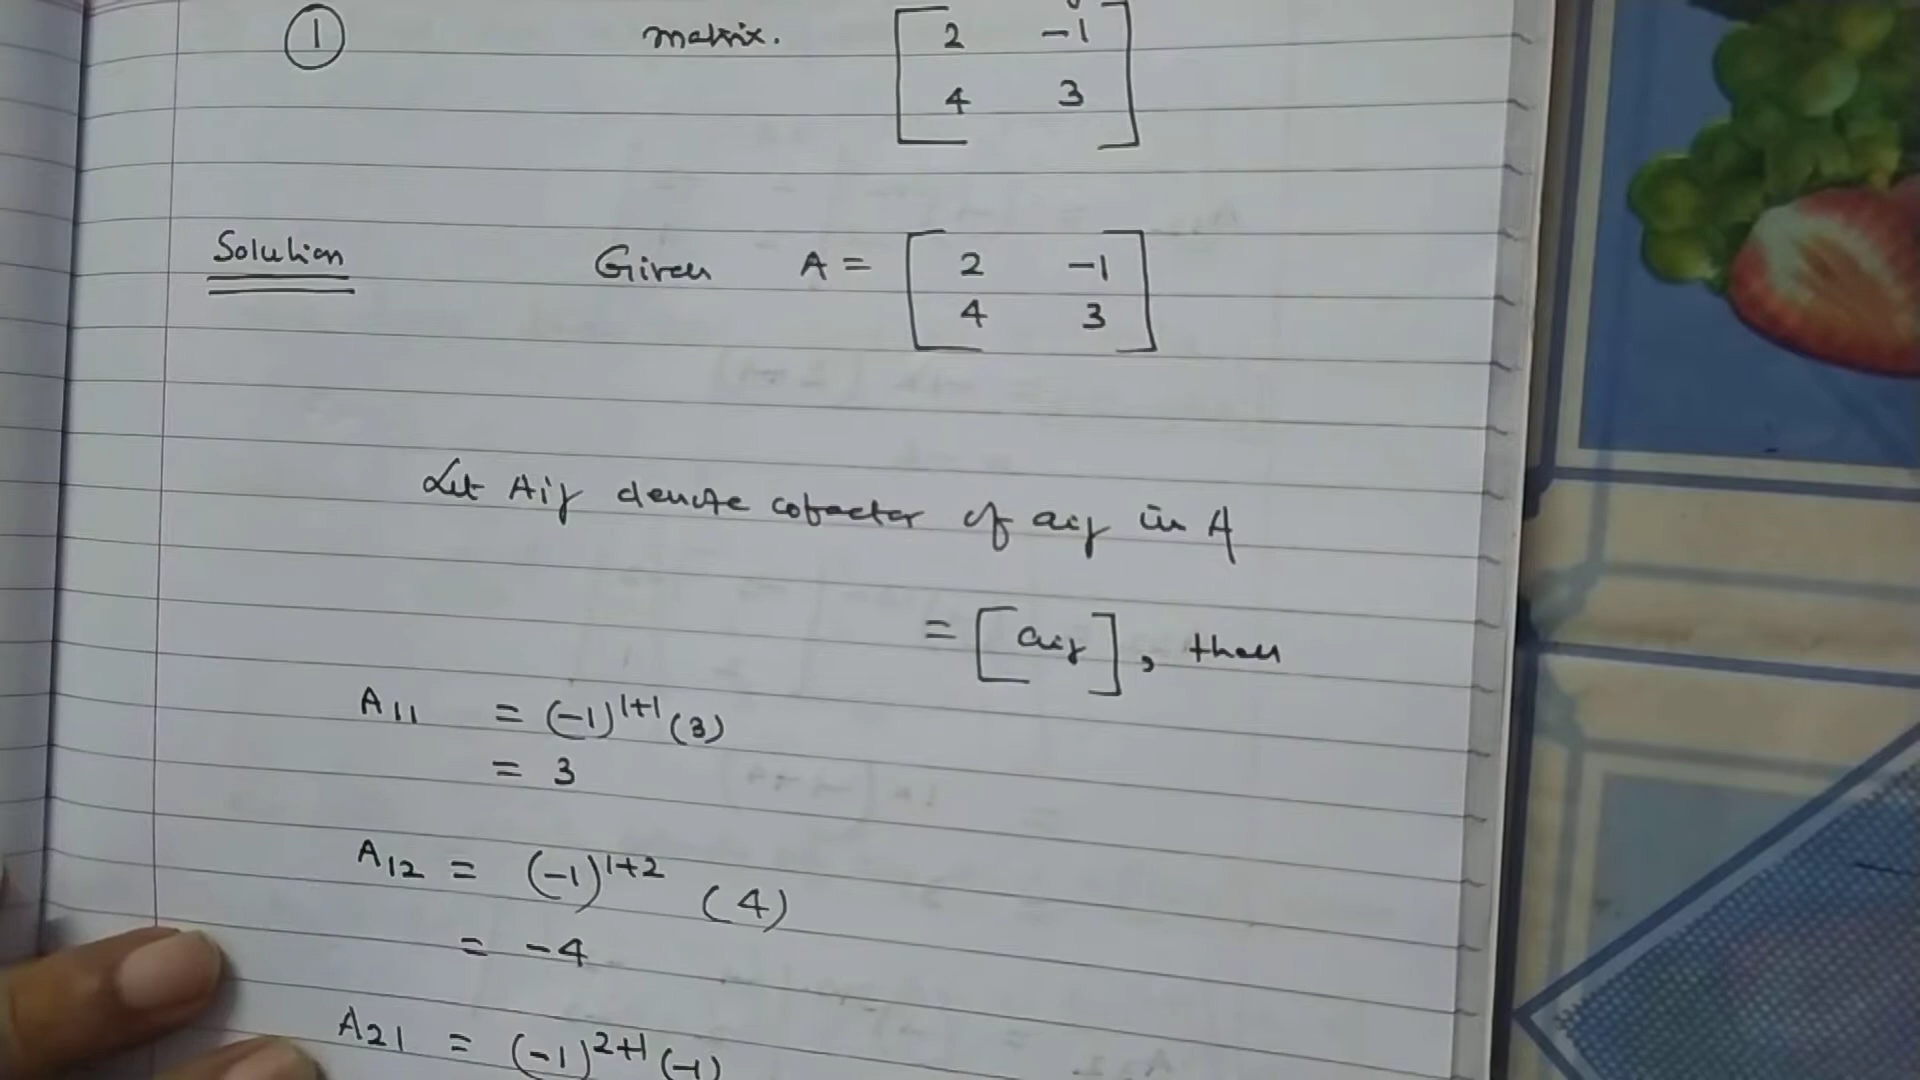 ① matrix. [ 2 -1
4 3 ]
Solution Given A = [ 2 -1
4 3 ]
Let Aij denote cofactor of aij in A
= [ aij ], then
A11 = (-1)^1+1 (3)
= 3
A12 = (-1)^1+2 (4)
= -4
A21 = (-1)^2+1 (-1)